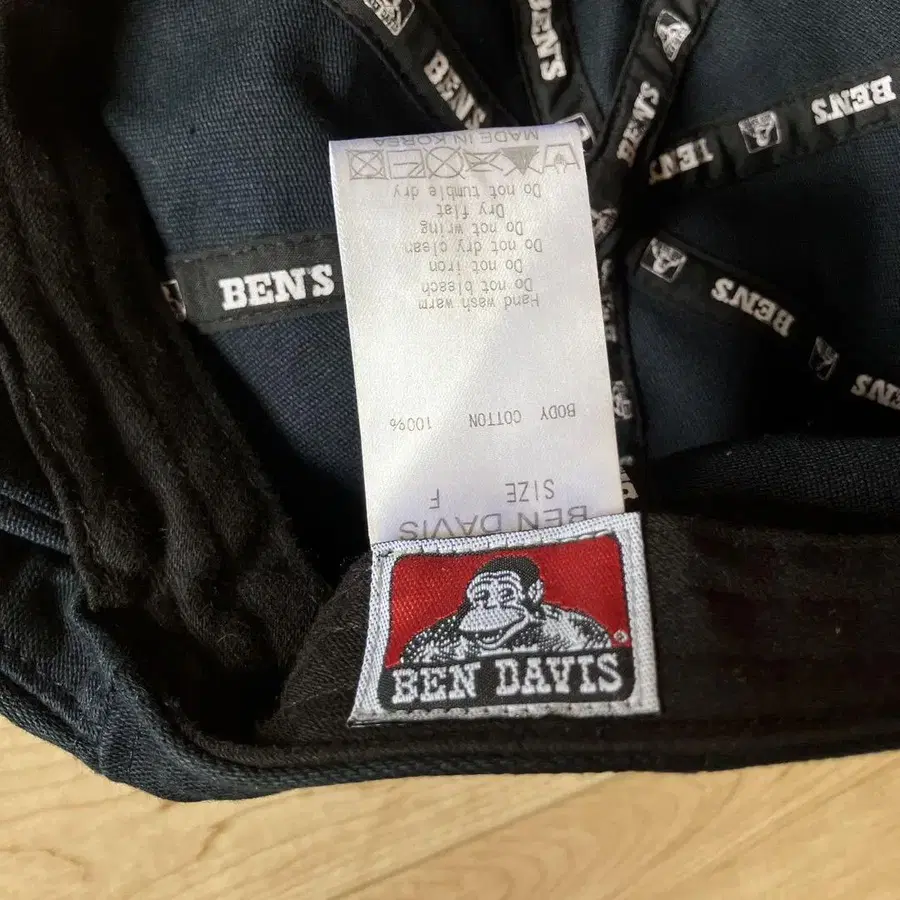 BEN DAVIS
SIZE F
BODY COTTON 100%
Hand wash warm
Do not bleach
Do not iron
Do not dry clean
Do not wring
Dry flat
Do not tumble dry
MADE IN KOREA
BEN DAVIS
®
BEN'S
BEN'S
BEN'S
BEN'S
BEN'S
BEN'S
BEN'S